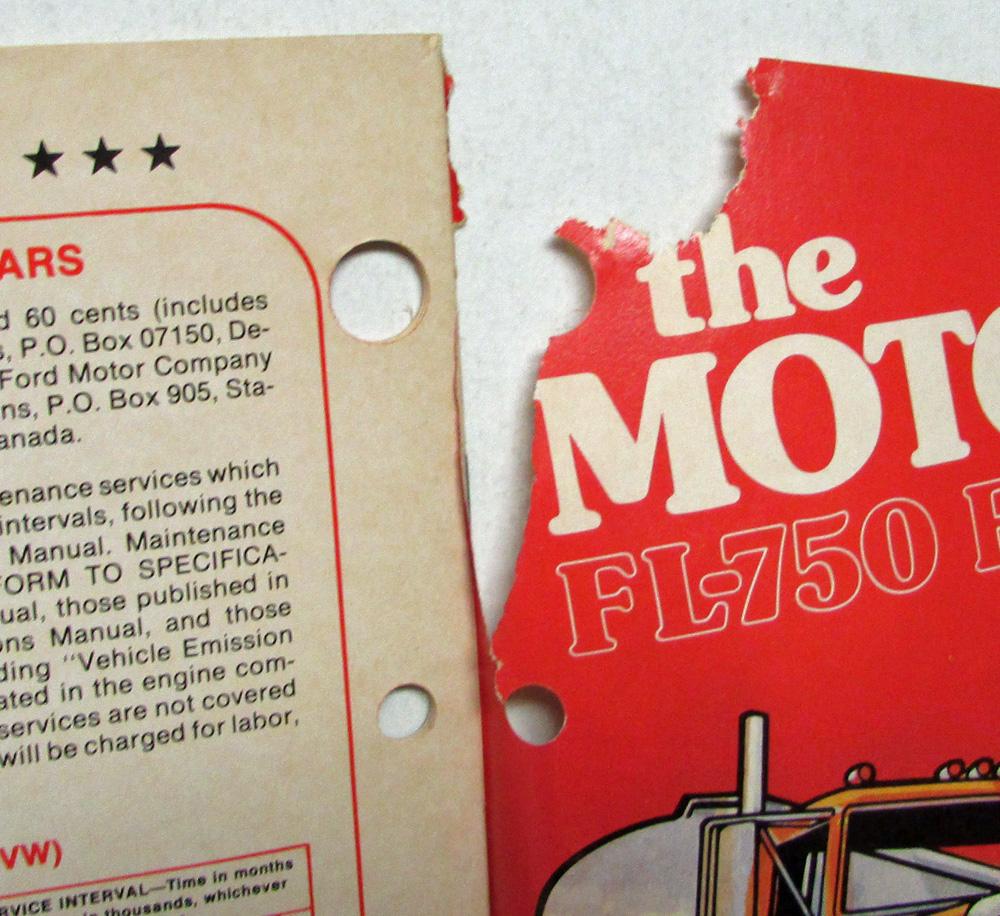 ★ ★ ★
ARS
60 cents (includes
P.O. Box 07150, De-
Ford Motor Company
P.O. Box 905, Sta-
anada.
enance services which
intervals, following the
Manual. Maintenance
FORM TO SPECIFICA-
ual, those published in
ons Manual, and those
ding "Vehicle Emission
ated in the engine com-
services are not covered
will be charged for labor,
VW)
RVICE INTERVAL—Time in months
thousands, whichever
the
MOTO
FL-750